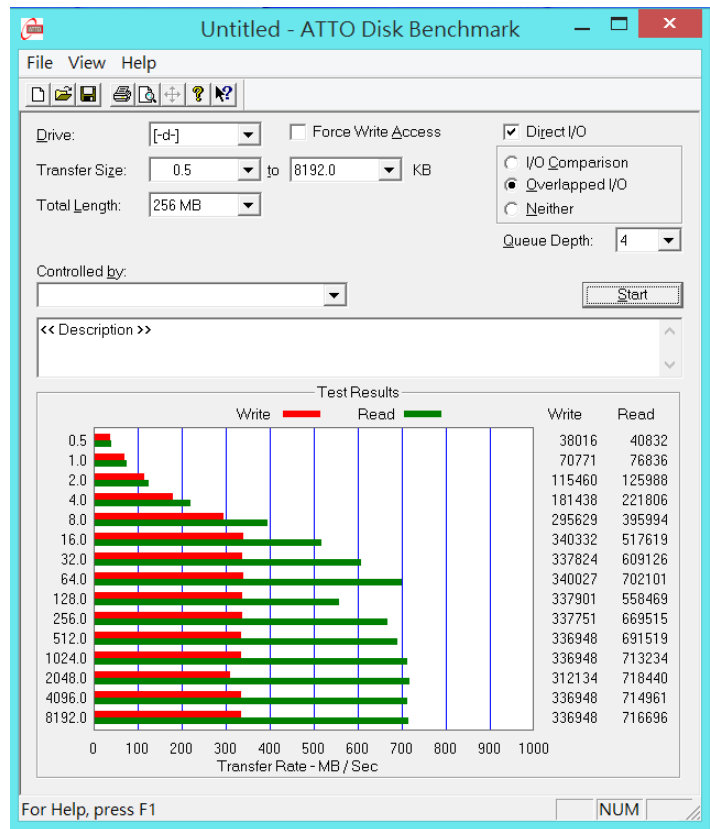 Untitled - ATTO Disk Benchmark
File View Help
Drive: [-d-] Force Write Access Direct I/O
Transfer Size: 0.5 to 8192.0 KB I/O Comparison
Overlapped I/O
Total Length: 256 MB Neither
Queue Depth: 4
Controlled by:
Start
<< Description >>
Test Results
Write Read Write Read
0.5 38016 40832
1.0 70771 76836
2.0 115460 125988
4.0 181438 221806
8.0 295629 395994
16.0 340332 517619
32.0 337824 609126
64.0 340027 702101
128.0 337901 558469
256.0 337751 669515
512.0 336948 691519
1024.0 336948 713234
2048.0 312134 718440
4096.0 336948 714961
8192.0 336948 716696
0 100 200 300 400 500 600 700 800 900 1000
Transfer Rate - MB / Sec
For Help, press F1 NUM